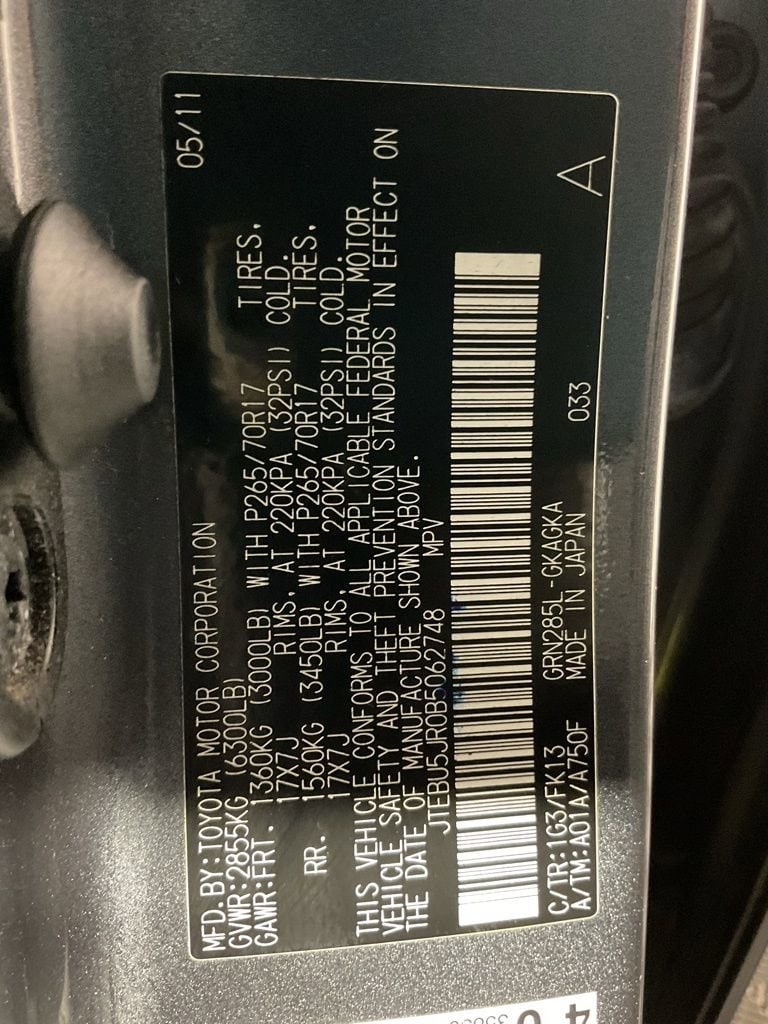 MFD. BY:TOYOTA MOTOR CORPORATION 05/11
GVWR:2855KG (6300LB)
GAWR:FRT. 1360KG (3000LB) WITH P265/70R17 TIRES,
17X7J RIMS, AT 220KPA (32PSI) COLD.
RR. 1560KG (3450LB) WITH P265/70R17 TIRES,
17X7J RIMS, AT 220KPA (32PSI) COLD.
THIS VEHICLE CONFORMS TO ALL APPLICABLE FEDERAL MOTOR
VEHICLE SAFETY AND THEFT PREVENTION STANDARDS IN EFFECT ON
THE DATE OF MANUFACTURE SHOWN ABOVE.
JTEBU5JR0B5062748 MPV
C/TR:1G3/FK13 GRN285L-GKAGKA 033
A/TM:A01A/A750F MADE IN JAPAN A